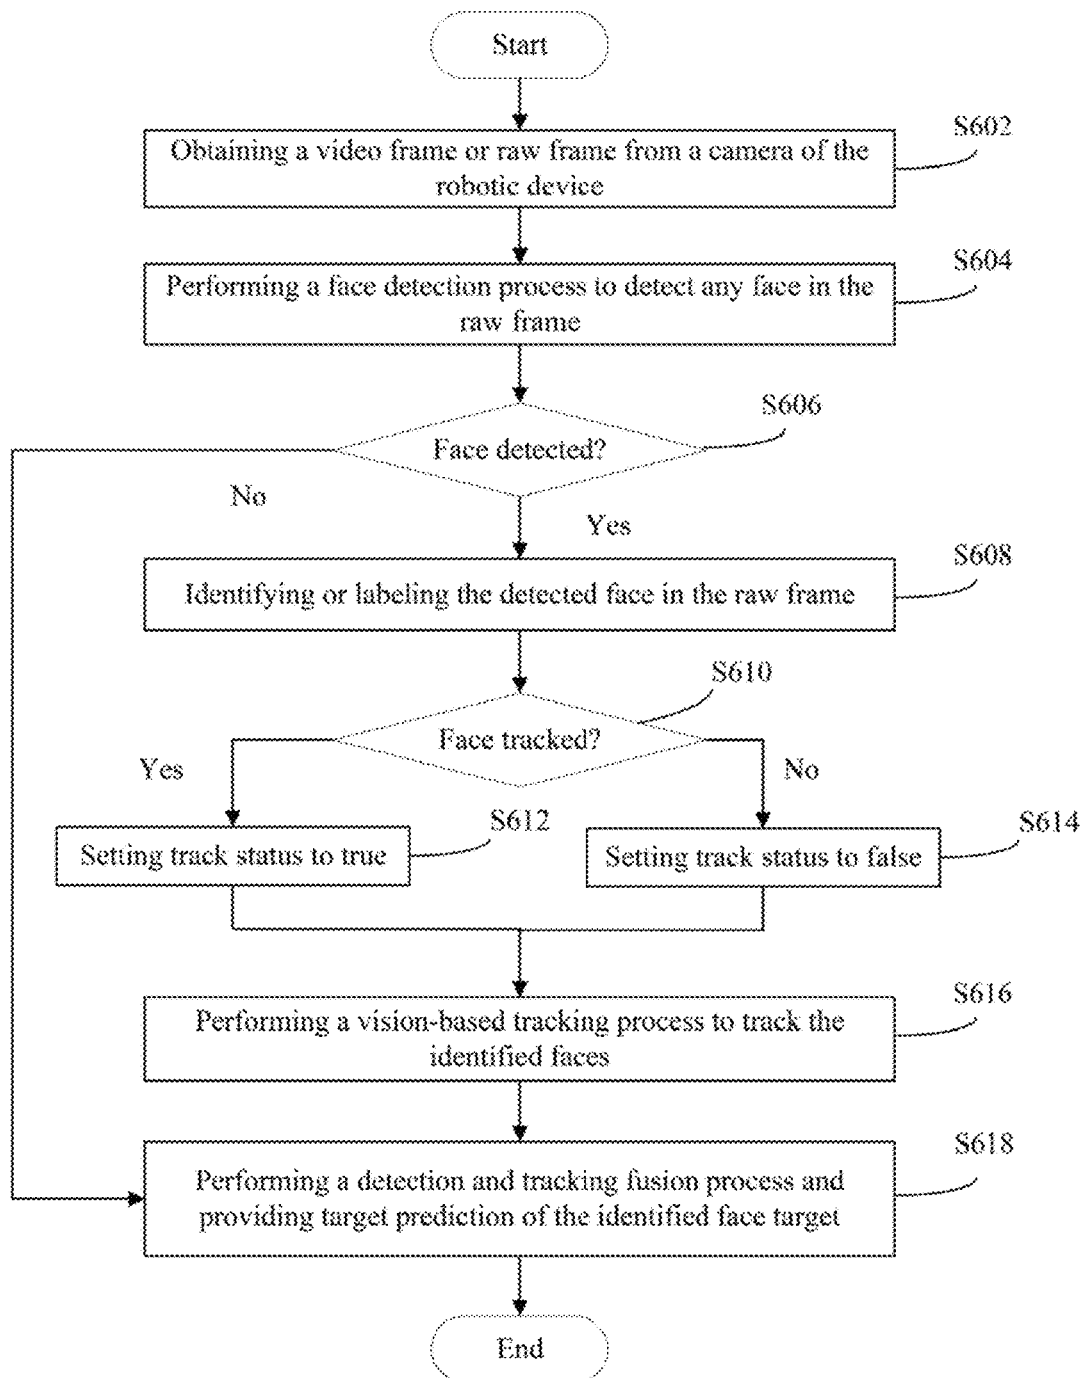 Start
S602
Obtaining a video frame or raw frame from a camera of the
robotic device
S604
Performing a face detection process to detect any face in the
raw frame
S606
Face detected?
No
Yes
S608
Identifying or labeling the detected face in the raw frame
S610
Face tracked?
Yes
No
S612
Setting track status to true
S614
Setting track status to false
S616
Performing a vision-based tracking process to track the
identified faces
S618
Performing a detection and tracking fusion process and
providing target prediction of the identified face target
End